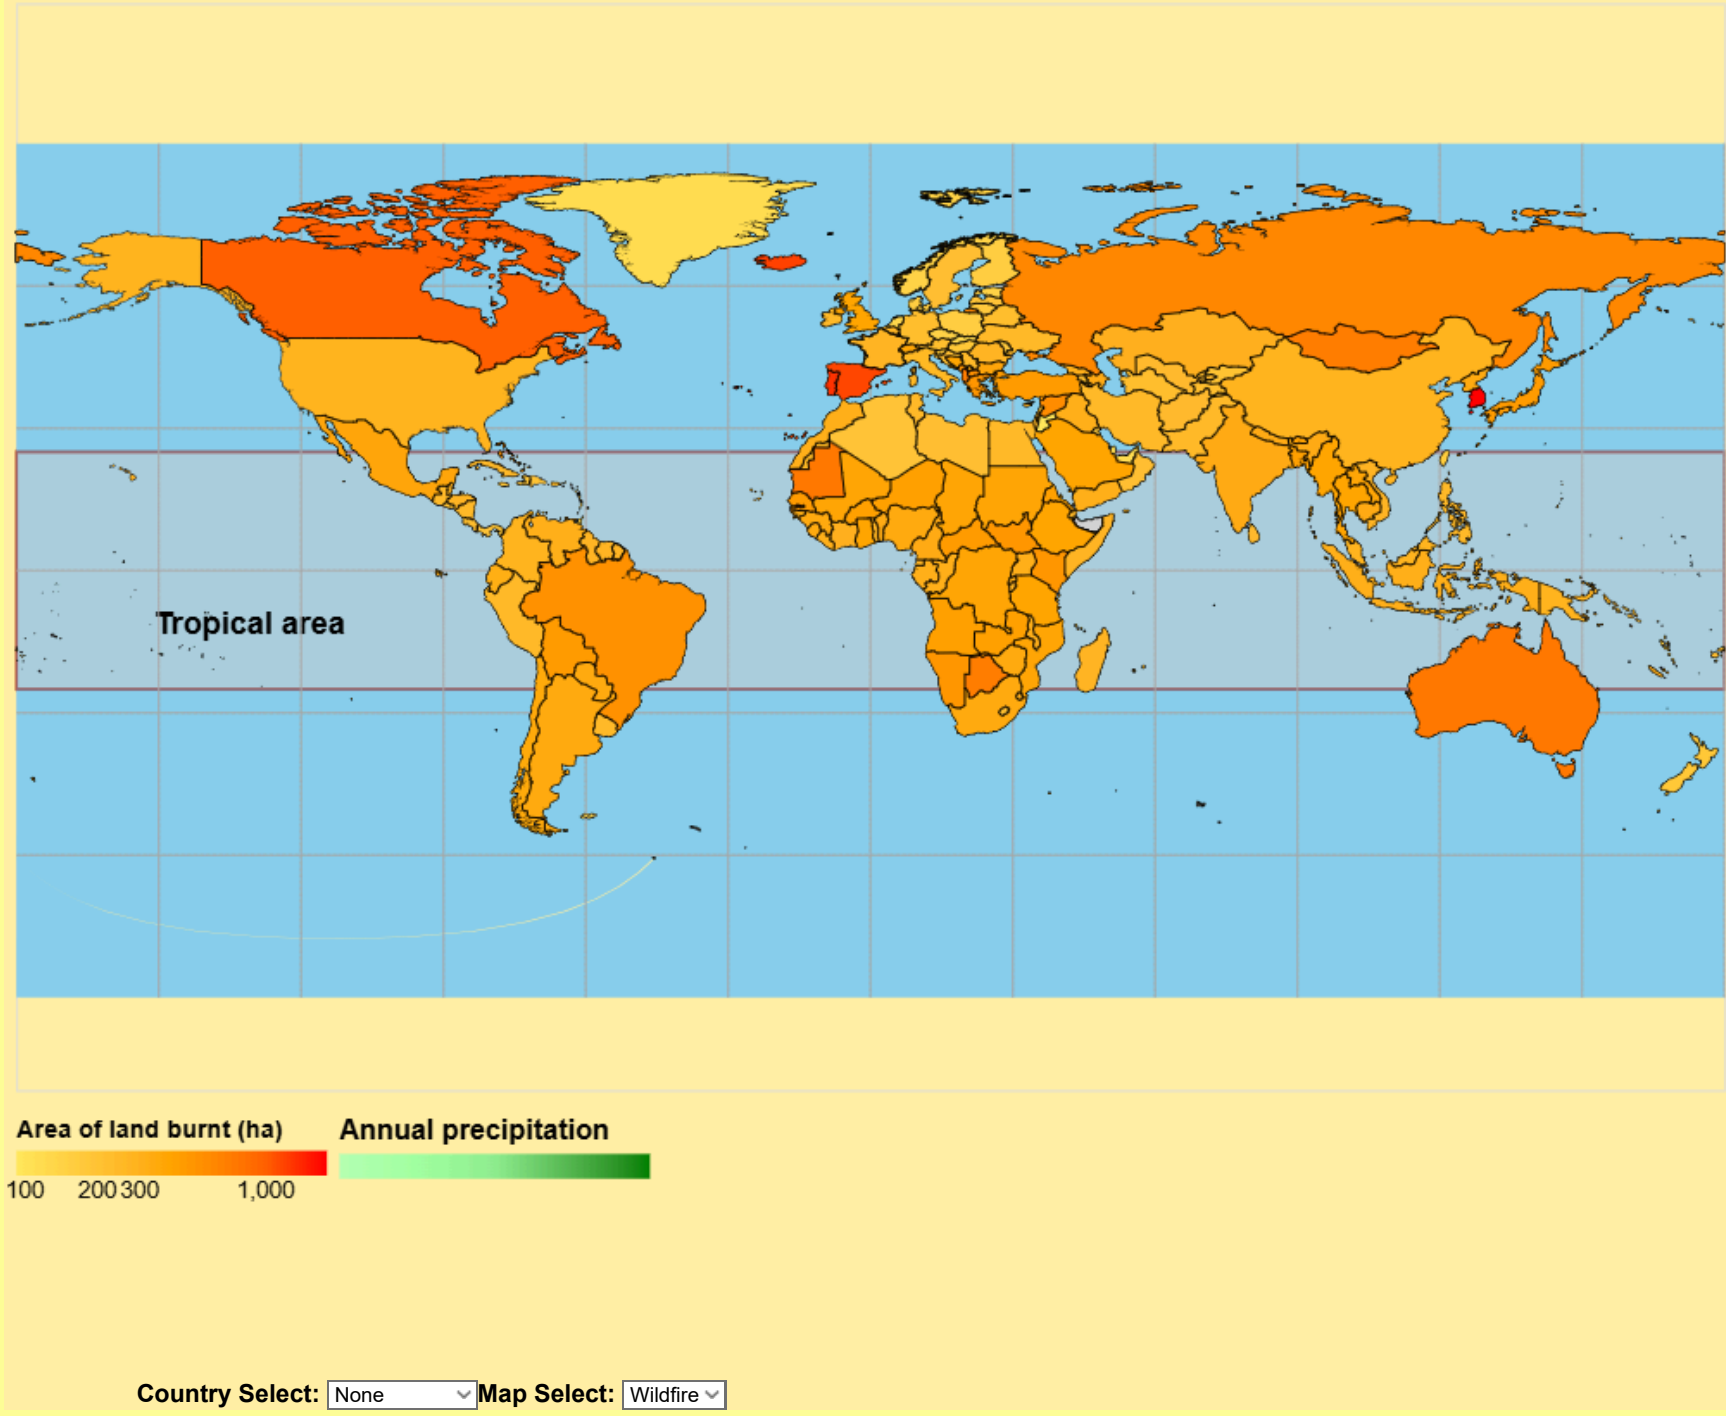 Tropical area
Area of land burnt (ha) Annual precipitation
100 200 300 1,000
Country Select: None Map Select: Wildfire